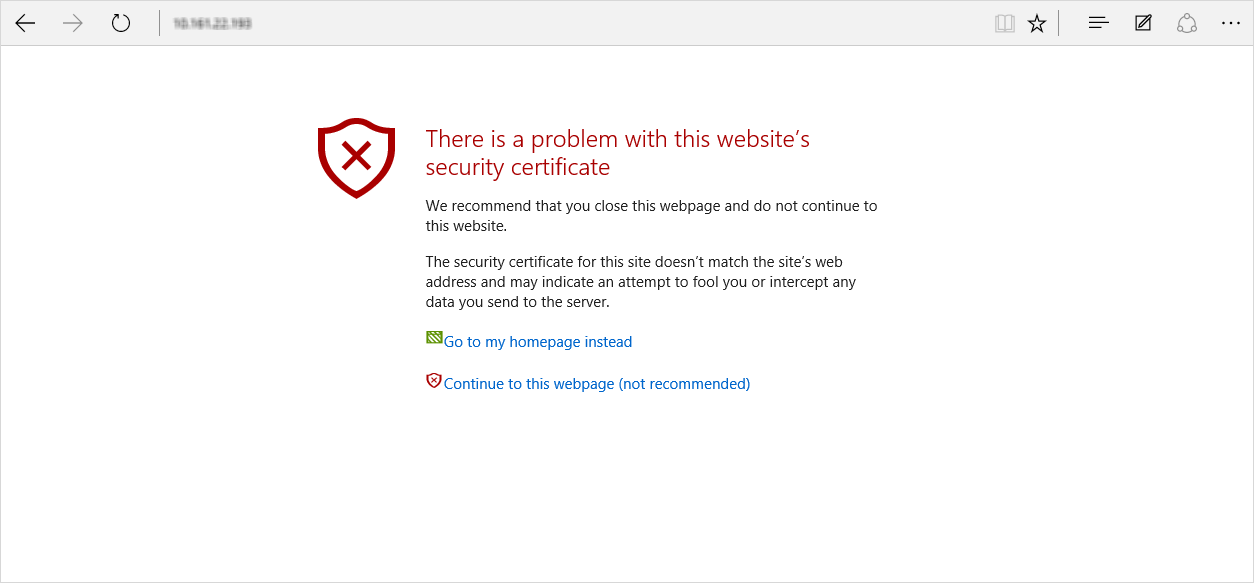 There is a problem with this website’s
security certificate
We recommend that you close this webpage and do not continue to
this website.
The security certificate for this site doesn’t match the site’s web
address and may indicate an attempt to fool you or intercept any
data you send to the server.
Go to my homepage instead
Continue to this webpage (not recommended)